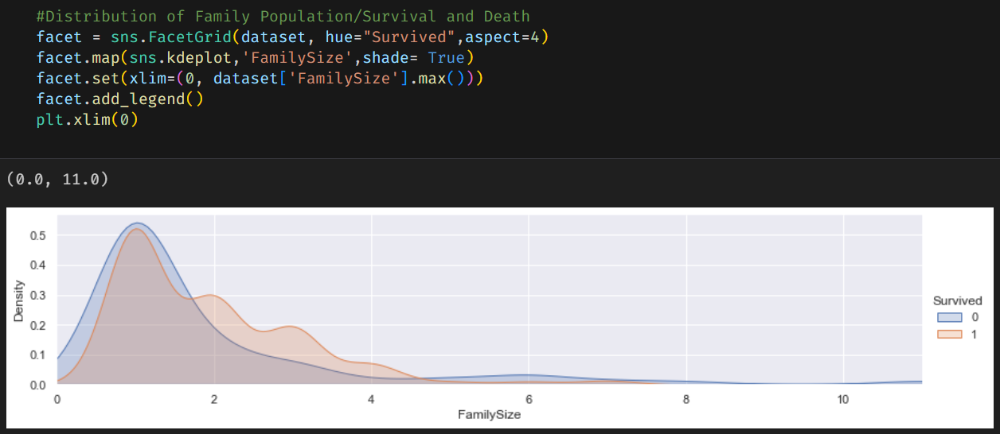 #Distribution of Family Population/Survival and Death
facet = sns.FacetGrid(dataset, hue="Survived",aspect=4)
facet.map(sns.kdeplot,'FamilySize',shade= True)
facet.set(xlim=(0, dataset['FamilySize'].max()))
facet.add_legend()
plt.xlim(0)
(0.0, 11.0)
0.5
0.4
0.3
0.2
0.1
0.0
Density
0 2 4 6 8 10
FamilySize
Survived
0
1